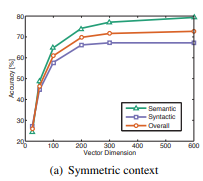 80
70
60
50
40
30
20
0 100 200 300 400 500 600
Accuracy [%]
Vector Dimension
Semantic
Syntactic
Overall
(a) Symmetric context